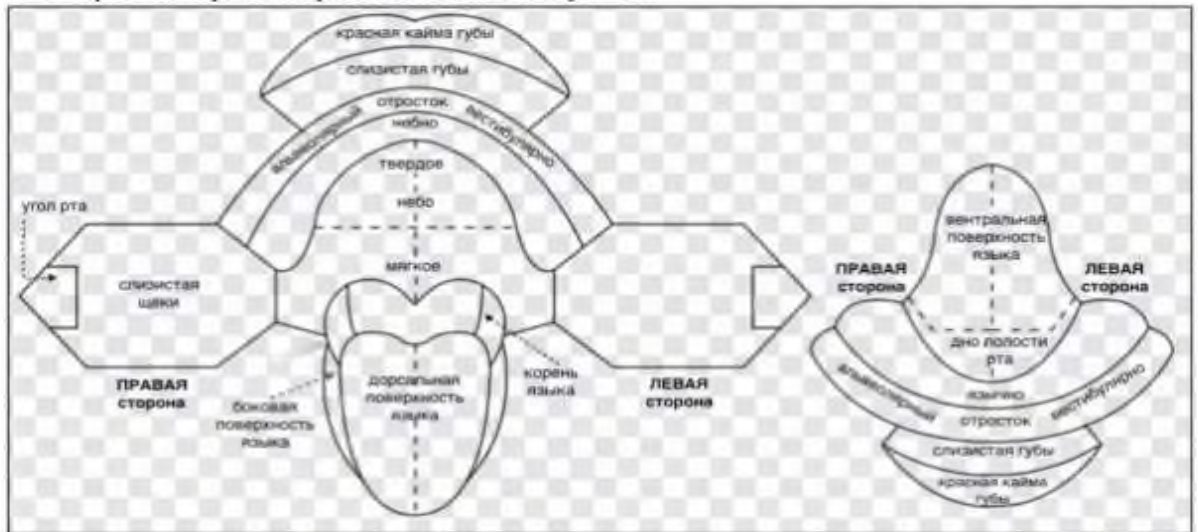 красная кайма губы
слизистая губы
отросток
альвеолярный
вестибулярно
небно
твердое
небо
мягкое
угол рта
слизистая
щеки
ПРАВАЯ
сторона
боковая
поверхность
языка
дорсальная
поверхность
языка
корень
языка
ЛЕВАЯ
сторона
вентральная
поверхность
языка
ПРАВАЯ
сторона
ЛЕВАЯ
сторона
дно полости
рта
альвеолярный
язычно
вестибулярно
отросток
слизистая губы
красная кайма
губы